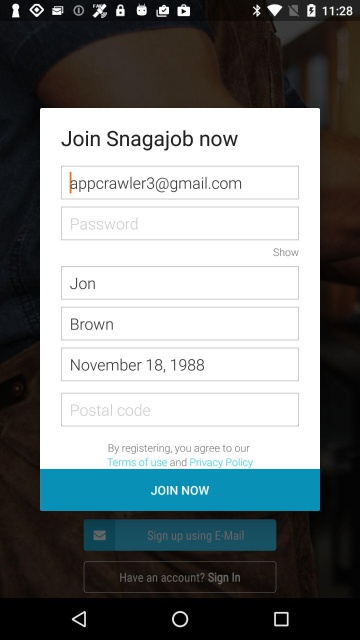 11:28
Join Snagajob now
appcrawler3@gmail.com
Password
Show
Jon
Brown
November 18, 1988
Postal code
By registering, you agree to our
Terms of use and Privacy Policy
JOIN NOW
Sign up using E-Mail
Have an account? Sign In